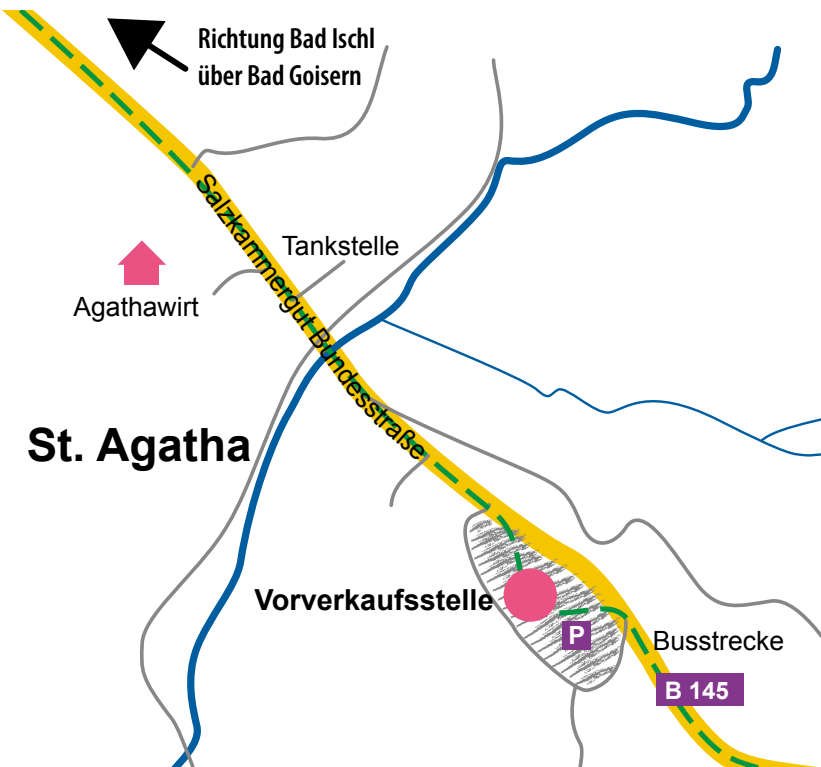 Richtung Bad Ischl
über Bad Goisern
Salzkammergut Bundesstraße
Tankstelle
Agathawirt
St. Agatha
Vorverkaufsstelle
P
Busstrecke
B 145